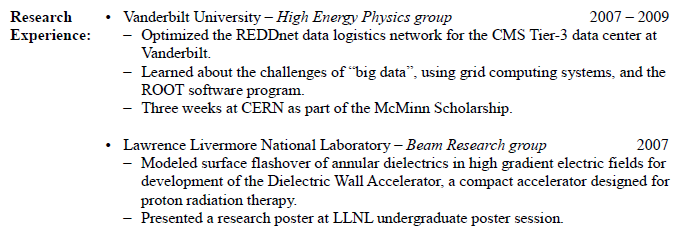 Research • Vanderbilt University – High Energy Physics group 2007 – 2009
Experience: – Optimized the REDDnet data logistics network for the CMS Tier-3 data center at
Vanderbilt.
– Learned about the challenges of “big data”, using grid computing systems, and the
ROOT software program.
– Three weeks at CERN as part of the McMinn Scholarship.
• Lawrence Livermore National Laboratory – Beam Research group 2007
– Modeled surface flashover of annular dielectrics in high gradient electric fields for
development of the Dielectric Wall Accelerator, a compact accelerator designed for
proton radiation therapy.
– Presented a research poster at LLNL undergraduate poster session.